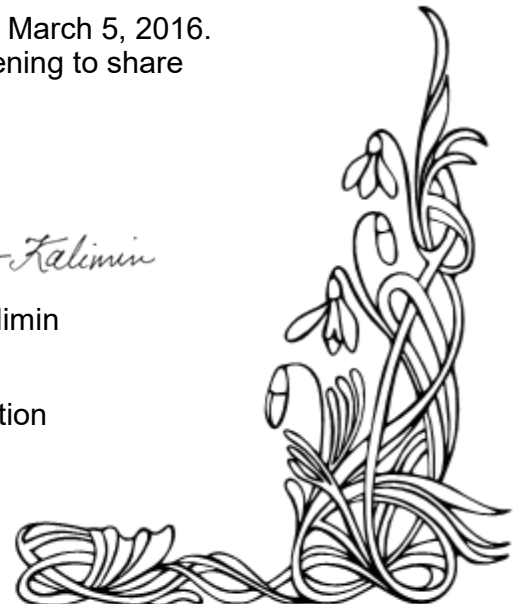 March 5, 2016.
ening to share
-Kalimin
limin
tion